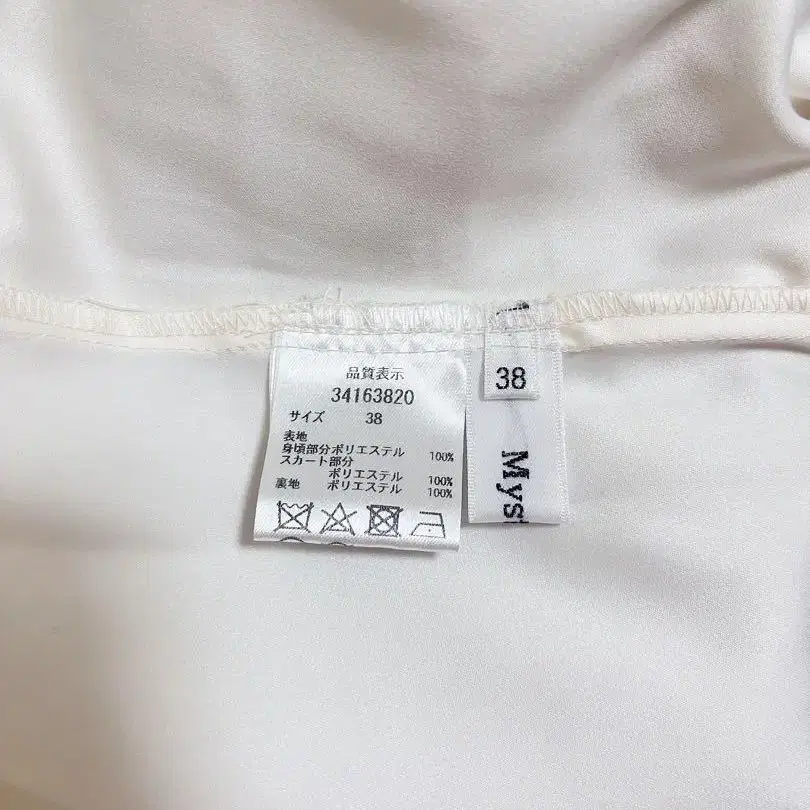 品質表示
34163820
サイズ 38
表地
身頃部分ポリエステル 100%
スカート部分
ポリエステル 100%
裏地 ポリエステル 100%
38
Myst